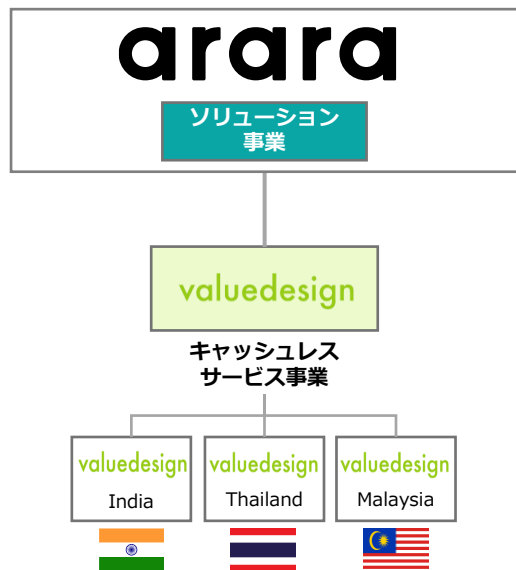 arara
ソリューション
事業
valuedesign
キャッシュレス
サービス事業
valuedesign
India
valuedesign
Thailand
valuedesign
Malaysia